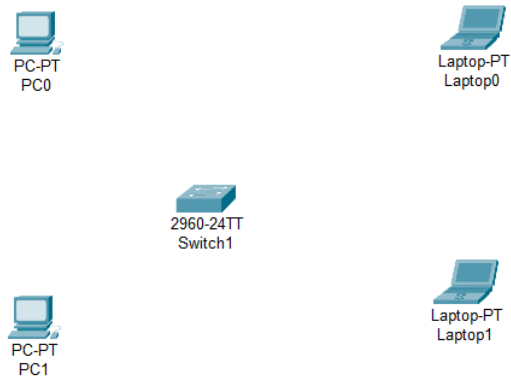 PC-PT
PC0
Laptop-PT
Laptop0
2960-24TT
Switch1
PC-PT
PC1
Laptop-PT
Laptop1